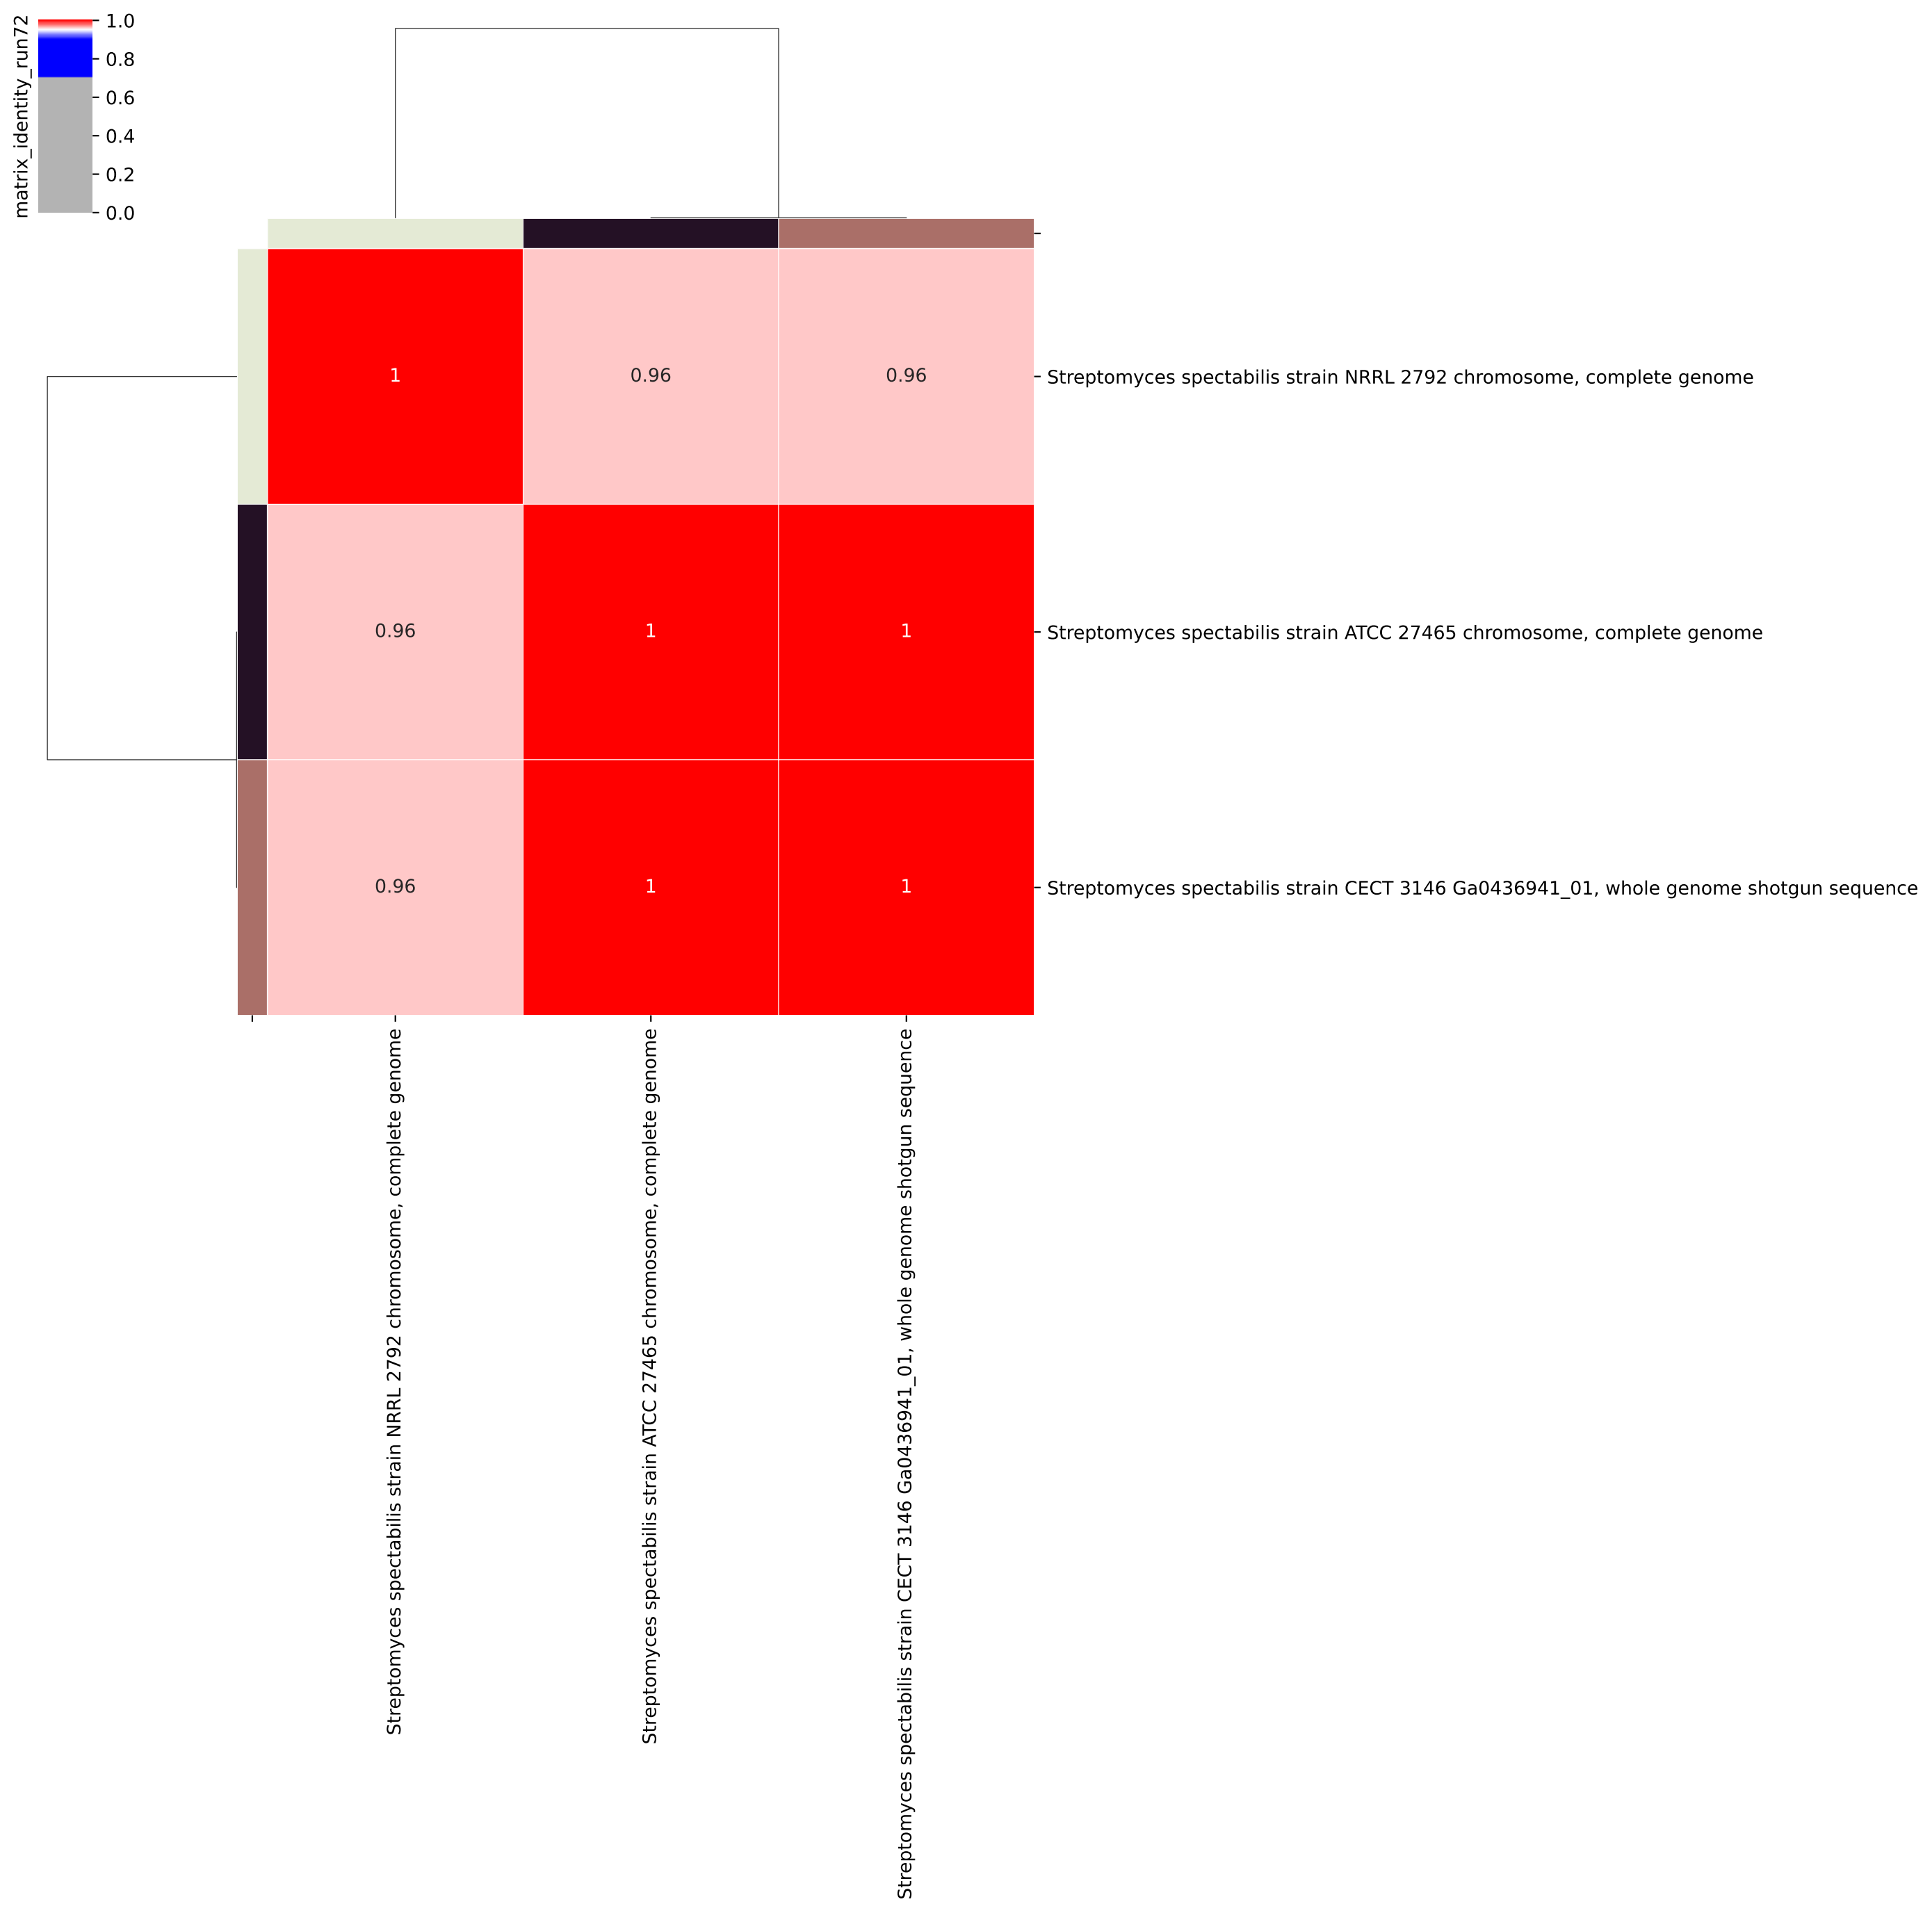 matrix_identity_run72
1.0
0.8
0.6
0.4
0.2
0.0
1 0.96 0.96
Streptomyces spectabilis strain NRRL 2792 chromosome, complete genome
0.96 1 1
Streptomyces spectabilis strain ATCC 27465 chromosome, complete genome
0.96 1 1
Streptomyces spectabilis strain CECT 3146 Ga0436941_01, whole genome shotgun sequence
Streptomyces spectabilis strain NRRL 2792 chromosome, complete genome
Streptomyces spectabilis strain ATCC 27465 chromosome, complete genome
Streptomyces spectabilis strain CECT 3146 Ga0436941_01, whole genome shotgun sequence